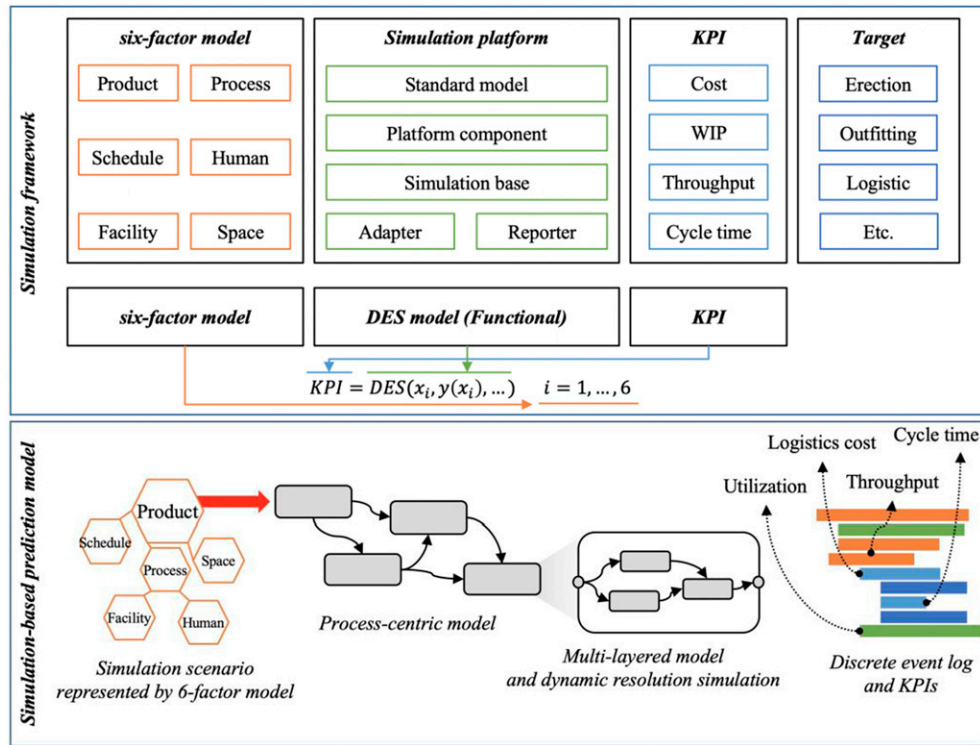 Simulation framework
six-factor model
Product
Process
Schedule
Human
Facility
Space
Simulation platform
Standard model
Platform component
Simulation base
Adapter
Reporter
KPI
Cost
WIP
Throughput
Cycle time
Target
Erection
Outfitting
Logistic
Etc.
six-factor model
DES model (Functional)
KPI
KPI = DES(x_i, y(x_i), …) i = 1, … , 6
Simulation-based prediction model
Product
Schedule
Process
Space
Facility
Human
Simulation scenario
represented by 6-factor model
Process-centric model
Multi-layered model
and dynamic resolution simulation
Cycle time
Logistics cost
Throughput
Utilization
Discrete event log
and KPIs